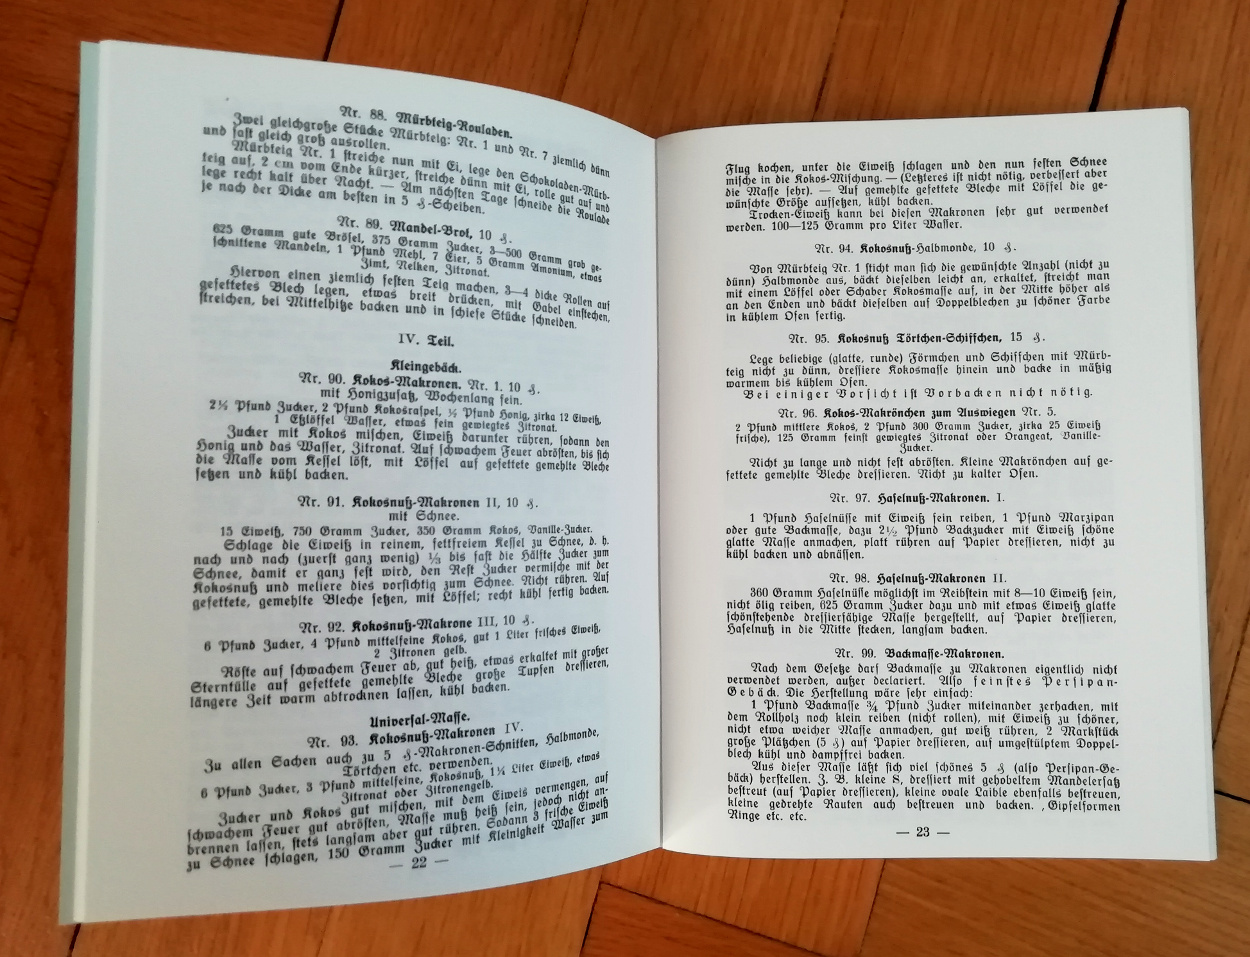 Nr. 88. Mürbteig-Rouladen.
Zwei gleichgroße Stücke Mürbteig: Nr. 1 und Nr. 7 ziemlich dünn
und fast gleich groß ausrollen.
Mürbteig Nr. 1 streiche nun mit Ei, lege den Schokoladen-Mürb-
teig auf, 2 cm vom Ende kürzer, streiche dünn mit Ei, rolle gut auf und
lege recht kalt über Nacht. — Am nächsten Tage schneide die Roulade
je nach der Dicke am besten in 5 ₰-Scheiben.
Nr. 89. Mandel-Brot, 10 ₰.
625 Gramm gute Brösel, 375 Gramm Zucker, 3—500 Gramm grob ge-
schnittene Mandeln, 1 Pfund Mehl, 7 Eier, 5 Gramm Amonium, etwas
Zimt, Nelken, Zitronat.
Hiervon einen ziemlich festen Teig machen, 3—4 dicke Rollen auf
gefettetes Blech legen, etwas breit drücken, mit Gabel einstechen,
streichen, bei Mittelhitze backen und in schiefe Stücke schneiden.
IV. Teil.
Kleingebäck.
Nr. 90. Kokos-Makronen. Nr. 1, 10 ₰.
mit Honigzusatz, Wochenlang fein.
2½ Pfund Zucker, 2 Pfund Kokosraspel, ½ Pfund Honig, zirka 12 Eiweiß,
1 Eßlöffel Wasser, etwas fein gewiegtes Zitronat.
Zucker mit Kokos mischen, Eiweiß darunter rühren, sodann den
Honig und das Wasser, Zitronat. Auf schwachem Feuer abrösten, bis sich
die Masse vom Kessel löst, mit Löffel auf gefettete gemehlte Bleche
setzen und kühl backen.
Nr. 91. Kokosnuß-Makronen II, 10 ₰.
mit Schnee.
15 Eiweiß, 750 Gramm Zucker, 350 Gramm Kokos, Vanille-Zucker.
Schlage die Eiweiß in reinem, fettfreiem Kessel zu Schnee, d. h.
nach und nach (zuerst ganz wenig) ⅓ bis fast die Hälfte Zucker zum
Schnee, damit er ganz fest wird, den Rest Zucker vermische mit der
Kokosnuß und meliere dies vorsichtig zum Schnee. Nicht rühren. Auf
gefettete, gemehlte Bleche setzen, mit Löffel; recht kühl fertig backen.
Nr. 92. Kokosnuß-Makrone III, 10 ₰.
6 Pfund Zucker, 4 Pfund mittelfeine Kokos, gut 1 Liter frisches Eiweiß,
2 Zitronen gelb.
Röste auf schwachem Feuer ab, gut heiß, etwas erkaltet mit großer
Sterntülle auf gefettete gemehlte Bleche große Tupfen dressieren,
längere Zeit warm abtrocknen lassen, kühl backen.
Universal-Masse.
Nr. 93. Kokosnuß-Makronen IV.
Zu allen Sachen auch zu 5 ₰-Makronen-Schnitten, Halbmonde,
Törtchen etc. verwenden.
6 Pfund Zucker, 3 Pfund mittelfeine, Kokosnuß, 1¼ Liter Eiweiß, etwas
Zitronat oder Zitronengelb.
Zucker und Kokos gut mischen, mit dem Eiweis vermengen, auf
schwachem Feuer gut abrösten, Masse muß heiß sein, jedoch nicht an-
brennen lassen, stets langsam aber gut rühren. Sodann 3 frische Eiweiß
zu Schnee schlagen, 150 Gramm Zucker mit Kleinigkeit Wasser zum
— 22 —
Flug kochen, unter die Eiweiß schlagen und den nun festen Schnee
mische in die Kokos-Mischung. — (Letzteres ist nicht nötig, verbessert aber
die Masse sehr). — Auf gemehlte gefettete Bleche mit Löffel die ge-
wünschte Größe aufsetzen, kühl backen.
Trocken-Eiweiß kann bei diesen Makronen sehr gut verwendet
werden. 100—125 Gramm pro Liter Wasser.
Nr. 94. Kokosnuß-Halbmonde, 10 ₰.
Von Mürbteig Nr. 1 sticht man sich die gewünschte Anzahl (nicht zu
dünn) Halbmonde aus, bäckt dieselben leicht an, erkaltet, streicht man
mit einem Löffel oder Schaber Kokosmasse auf, in der Mitte höher als
an den Enden und bäckt dieselben auf Doppelblechen zu schöner Farbe
in kühlem Ofen fertig.
Nr. 95. Kokosnuß Törtchen-Schiffchen, 15 ₰.
Lege beliebige (glatte, runde) Förmchen und Schiffchen mit Mürb-
teig nicht zu dünn, dressiere Kokosmasse hinein und backe in mäßig
warmem bis kühlem Ofen.
Bei einiger Vorsicht ist Vorbacken nicht nötig.
Nr. 96. Kokos-Makrönchen zum Auswiegen Nr. 5.
2 Pfund mittlere Kokos, 2 Pfund 300 Gramm Zucker, zirka 25 Eiweiß
frische), 125 Gramm feinst gewiegtes Zitronat oder Orangeat, Vanille-
Zucker.
Nicht zu lange und nicht fest abrösten. Kleine Makrönchen auf ge-
fettete gemehlte Bleche dressieren. Nicht zu kalter Ofen.
Nr. 97. Haselnuß-Makronen. I.
1 Pfund Haselnüsse mit Eiweiß fein reiben, 1 Pfund Marzipan
oder gute Backmasse, dazu 2½ Pfund Backzucker mit Eiweiß schöne
glatte Masse anmachen, platt rühren auf Papier dressieren, nicht zu
kühl backen und abnässen.
Nr. 98. Haselnuß-Makronen II.
360 Gramm Haselnüsse möglichst im Reibstein mit 8—10 Eiweiß fein,
nicht ölig reiben, 625 Gramm Zucker dazu und mit etwas Eiweiß glatte
schönstehende dressierfähige Masse hergestellt, auf Papier dressieren,
Haselnuß in die Mitte stecken, langsam backen.
Nr. 99. Backmasse-Makronen.
Nach dem Gesetze darf Backmasse zu Makronen eigentlich nicht
verwendet werden, außer declariert. Also feinstes Persipan-
Gebäck. Die Herstellung wäre sehr einfach:
1 Pfund Backmasse ¾ Pfund Zucker miteinander zerhacken, mit
dem Rollholz noch klein reiben (nicht rollen), mit Eiweiß zu schöner,
nicht etwa weicher Masse anmachen, gut weiß rühren, 2 Markstück
große Plätzchen (5 ₰) auf Papier dressieren, auf umgestülptem Doppel-
blech kühl und dampffrei backen.
Aus dieser Masse läßt sich viel schönes 5 ₰ (also Persipan-Ge-
bäck) herstellen. Z. B. kleine S, dressiert mit gehobeltem Mandelersatz
bestreut (auf Papier dressieren), kleine ovale Laible ebenfalls bestreuen,
kleine gedrehte Rauten auch bestreuen und backen. , Gipfelformen
Ringe etc. etc.
— 23 —